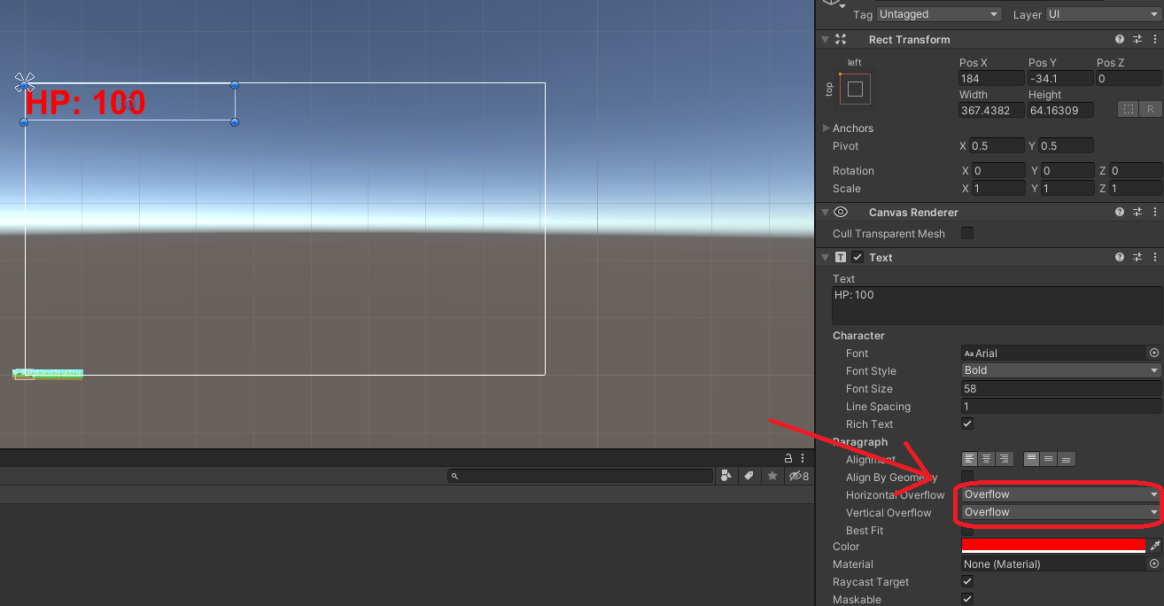 Tag Untagged Layer UI
Rect Transform
left
Pos X Pos Y Pos Z
184 -34.1 0
top
Width Height
367.4382 64.16309
R
Anchors
Pivot X 0.5 Y 0.5
Rotation X 0 Y 0 Z 0
Scale X 1 Y 1 Z 1
Canvas Renderer
Cull Transparent Mesh
Text
Text
HP: 100
HP: 100
Character
Font Aa Arial
Font Style Bold
Font Size 58
Line Spacing 1
Rich Text
Paragraph
Alignment
Align By Geometry
Horizontal Overflow Overflow
Vertical Overflow Overflow
Best Fit
Color
Material None (Material)
Raycast Target
Maskable
8